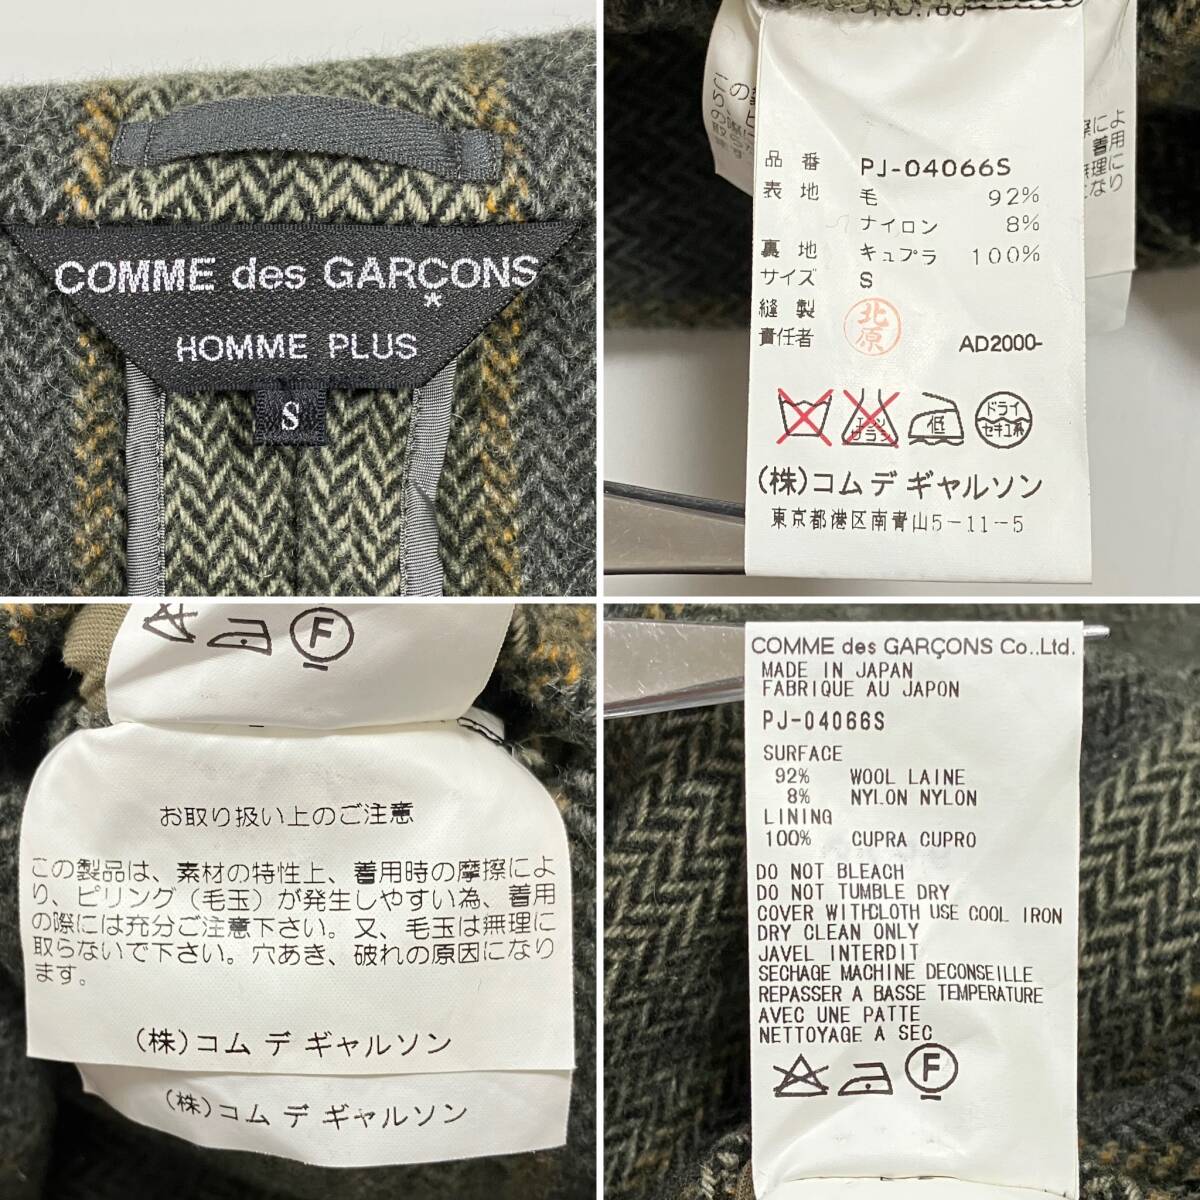 COMME des GARÇONS
HOMME PLUS
S
品番 PJ-04066S
表地 毛 92%
ナイロン 8%
裏地 キュプラ 100%
サイズ S
縫製 北原
責任者 AD2000-
エンソサラシ 低 ドライ セキユ系
(株)コム デ ギャルソン
東京都港区南青山5-11-5
F
お取り扱い上のご注意
この製品は、素材の特性上、着用時の摩擦によ
り、ピリング(毛玉)が発生しやすい為、着用
の際には充分ご注意下さい。又、毛玉は無理に
取らないで下さい。穴あき、破れの原因になり
ます。
(株)コム デ ギャルソン
(株)コム デ ギャルソン
COMME des GARÇONS Co.,Ltd.
MADE IN JAPAN
FABRIQUE AU JAPON
PJ-04066S
SURFACE
92% WOOL LAINE
8% NYLON NYLON
LINING
100% CUPRA CUPRO
DO NOT BLEACH
DO NOT TUMBLE DRY
COVER WITHCLOTH USE COOL IRON
DRY CLEAN ONLY
JAVEL INTERDIT
SECHAGE MACHINE DECONSEILLE
REPASSER A BASSE TEMPERATURE
AVEC UNE PATTE
NETTOYAGE A SEC
F